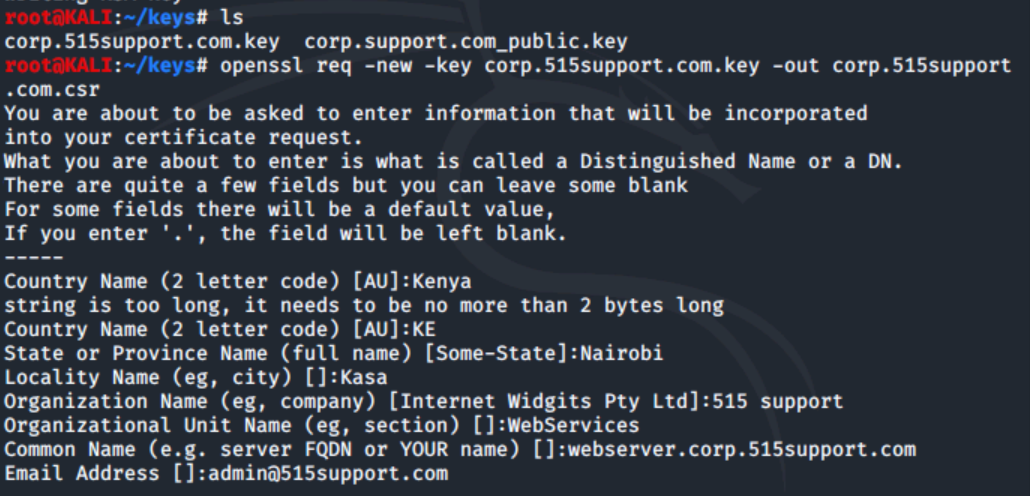 root@KALI:~/keys# ls
corp.515support.com.key  corp.support.com_public.key
root@KALI:~/keys# openssl req -new -key corp.515support.com.key -out corp.515support
.com.csr
You are about to be asked to enter information that will be incorporated
into your certificate request.
What you are about to enter is what is called a Distinguished Name or a DN.
There are quite a few fields but you can leave some blank
For some fields there will be a default value,
If you enter '.', the field will be left blank.
-----
Country Name (2 letter code) [AU]:Kenya
string is too long, it needs to be no more than 2 bytes long
Country Name (2 letter code) [AU]:KE
State or Province Name (full name) [Some-State]:Nairobi
Locality Name (eg, city) []:Kasa
Organization Name (eg, company) [Internet Widgits Pty Ltd]:515 support
Organizational Unit Name (eg, section) []:WebServices
Common Name (e.g. server FQDN or YOUR name) []:webserver.corp.515support.com
Email Address []:admin@515support.com